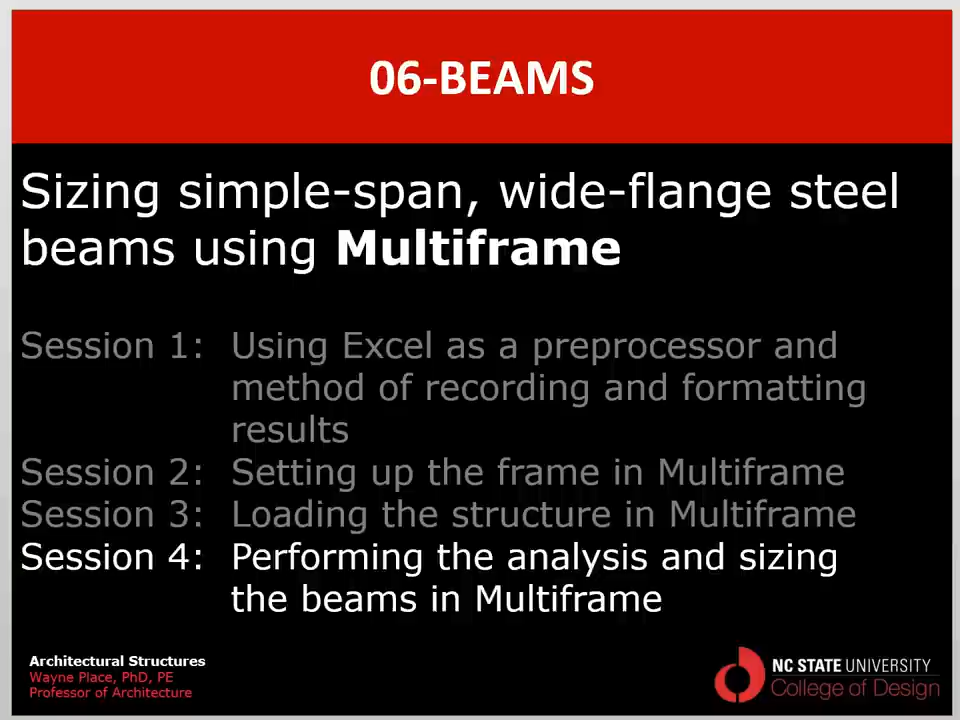 06-BEAMS
Sizing simple-span, wide-flange steel
beams using Multiframe
Session 1: Using Excel as a preprocessor and
method of recording and formatting
results
Session 2: Setting up the frame in Multiframe
Session 3: Loading the structure in Multiframe
Session 4: Performing the analysis and sizing
the beams in Multiframe
Architectural Structures
Wayne Place, PhD, PE
Professor of Architecture
NC STATE UNIVERSITY
College of Design